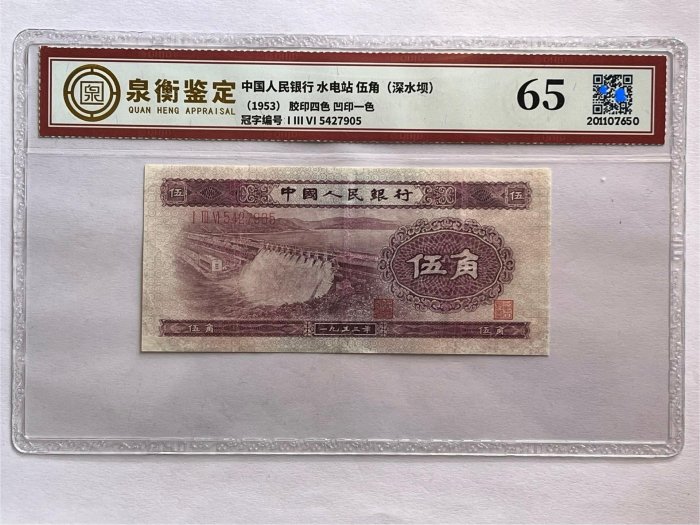 泉衡鉴定
QUAN HENG APPRAISAL
中国人民银行 水电站 伍角（深水坝）
（1953） 胶印四色 凹印一色
冠字编号 I III VI 5427905
65
201107650
伍
中國人民銀行
伍
I III VI 5427905
伍角
伍角
一九五三年
伍角